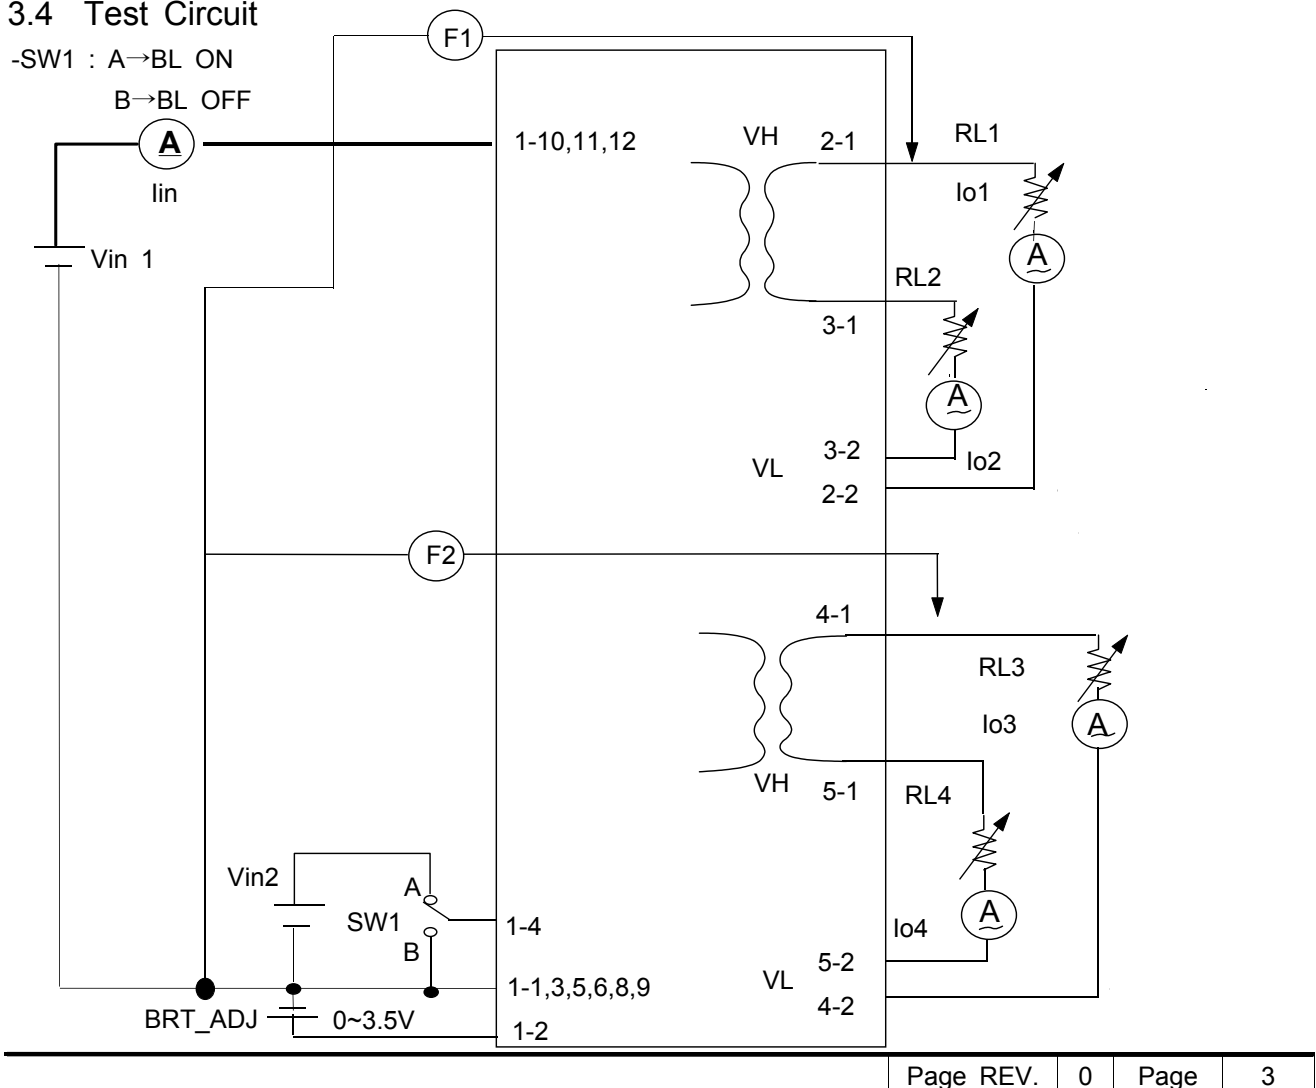 3.4 Test Circuit
-SW1 : A→BL ON
B→BL OFF
F1
A
Iin
Vin 1
1-10,11,12
VH
2-1
RL1
Io1
A
RL2
3-1
A
3-2
Io2
VL
2-2
F2
4-1
RL3
Io3
A
VH
5-1
RL4
Vin2
A
SW1
B
1-4
A
Io4
5-2
VL
4-2
1-1,3,5,6,8,9
BRT_ADJ
0~3.5V
1-2
Page REV. 0 Page 3